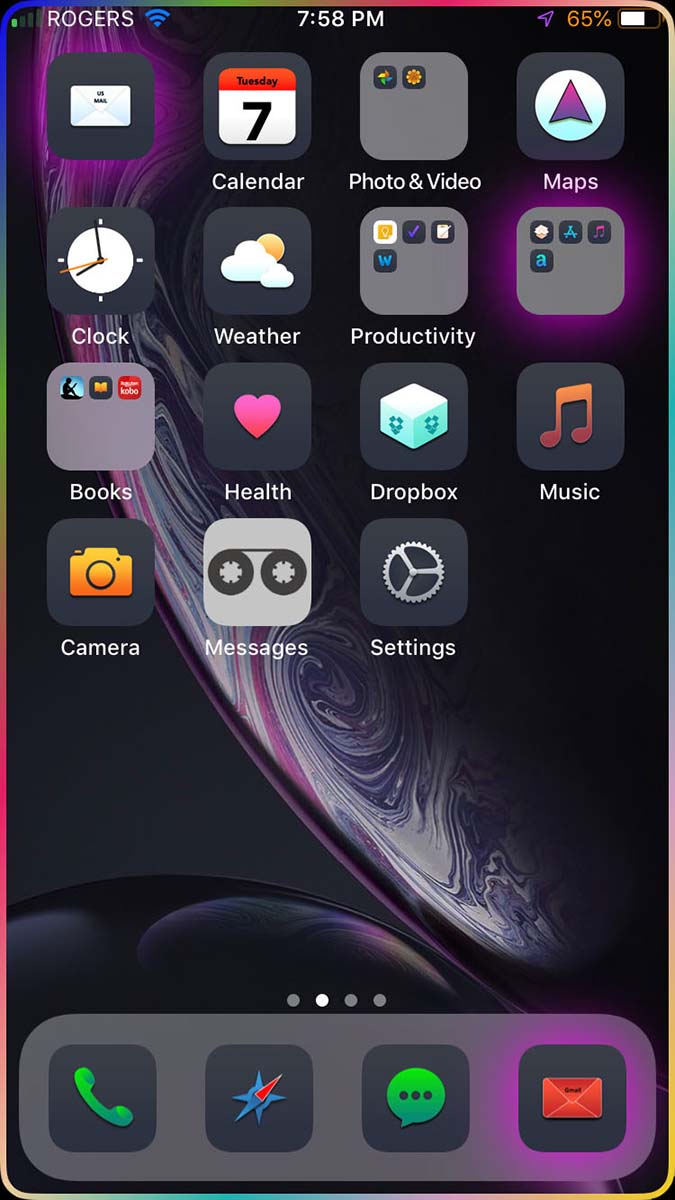 ROGERS 7:58 PM 65%
US
MAIL
Tuesday
7
Calendar Photo & Video Maps
Clock Weather Productivity
w
a
Rakuten
kobo
Books Health Dropbox Music
Camera Messages Settings
Gmail